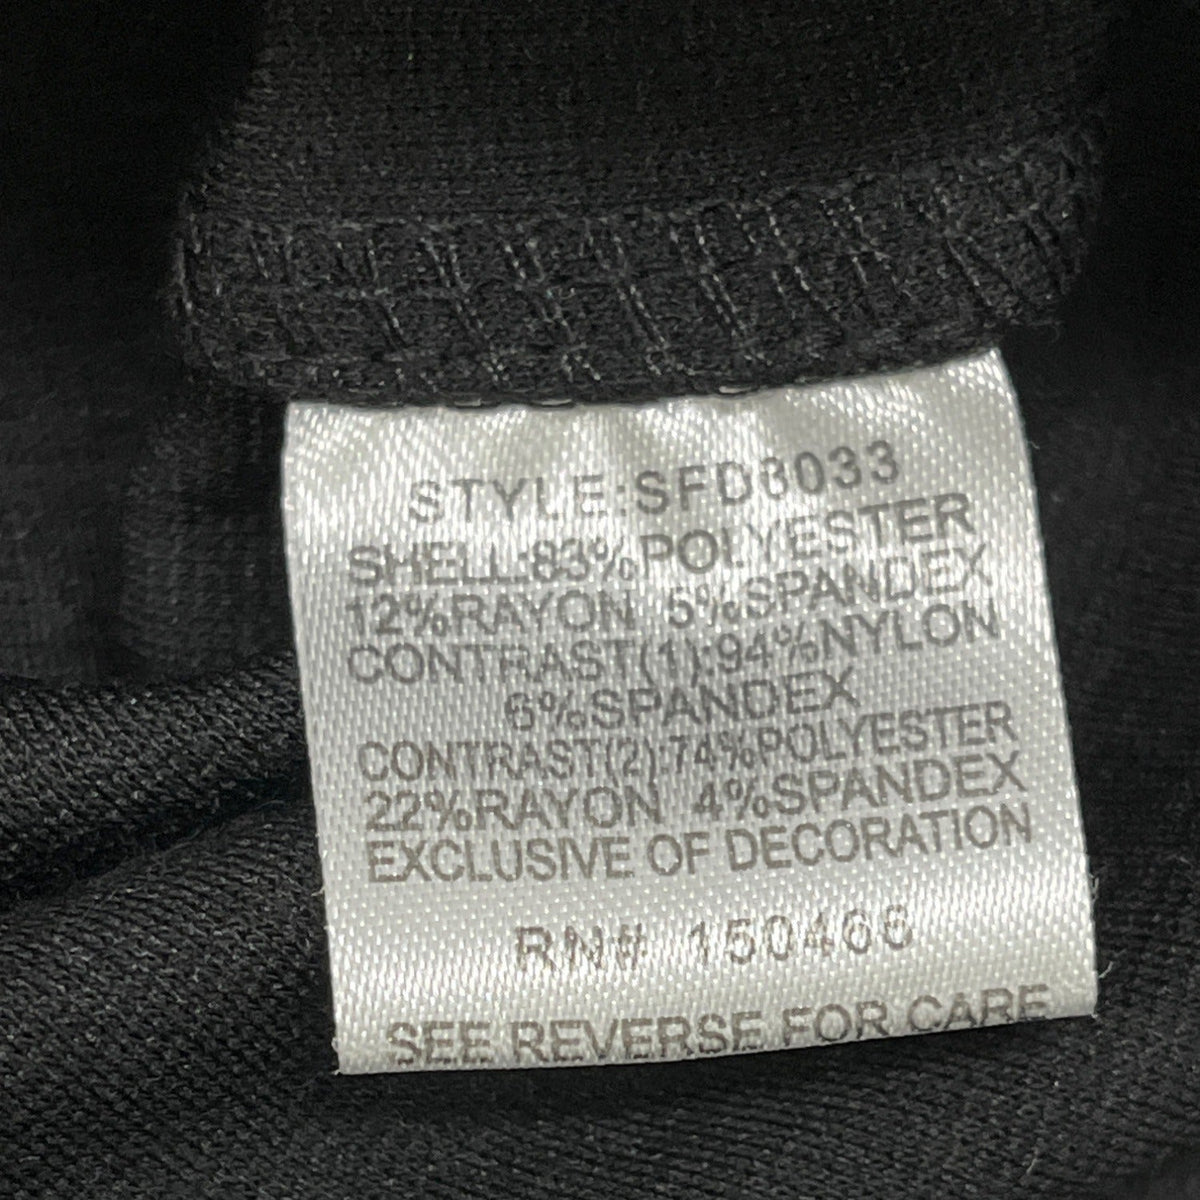 STYLE:SFD8033
SHELL:83%POLYESTER
12%RAYON 5%SPANDEX
CONTRAST(1):94%NYLON
6%SPANDEX
CONTRAST(2):74%POLYESTER
22%RAYON 4%SPANDEX
EXCLUSIVE OF DECORATION
RN# 150466
SEE REVERSE FOR CARE